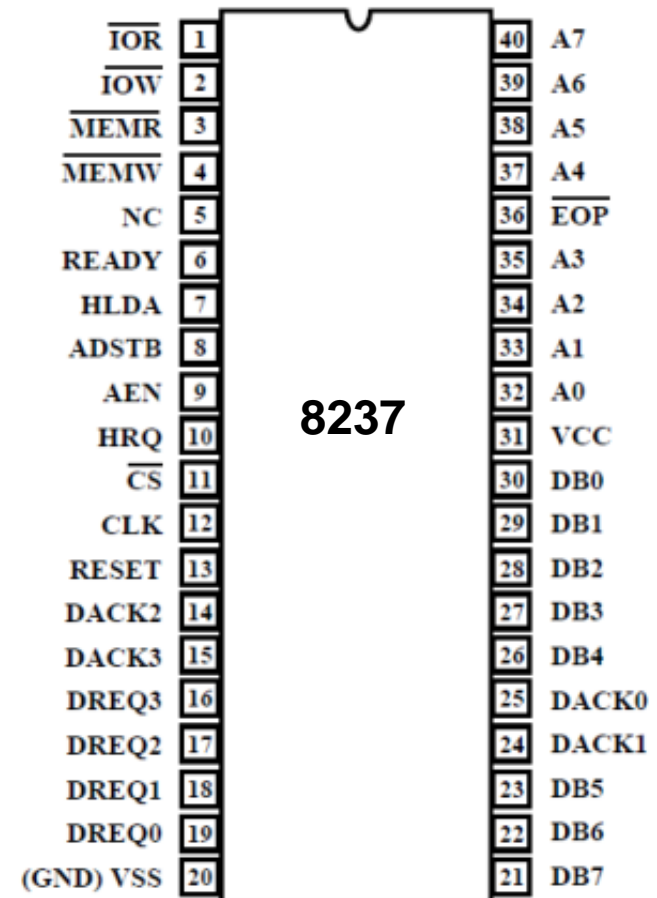 IOR 1 40 A7
IOW 2 39 A6
MEMR 3 38 A5
MEMW 4 37 A4
NC 5 36 EOP
READY 6 35 A3
HLDA 7 34 A2
ADSTB 8 33 A1
AEN 9 32 A0
8237
HRQ 10 31 VCC
CS 11 30 DB0
CLK 12 29 DB1
RESET 13 28 DB2
DACK2 14 27 DB3
DACK3 15 26 DB4
DREQ3 16 25 DACK0
DREQ2 17 24 DACK1
DREQ1 18 23 DB5
DREQ0 19 22 DB6
(GND) VSS 20 21 DB7